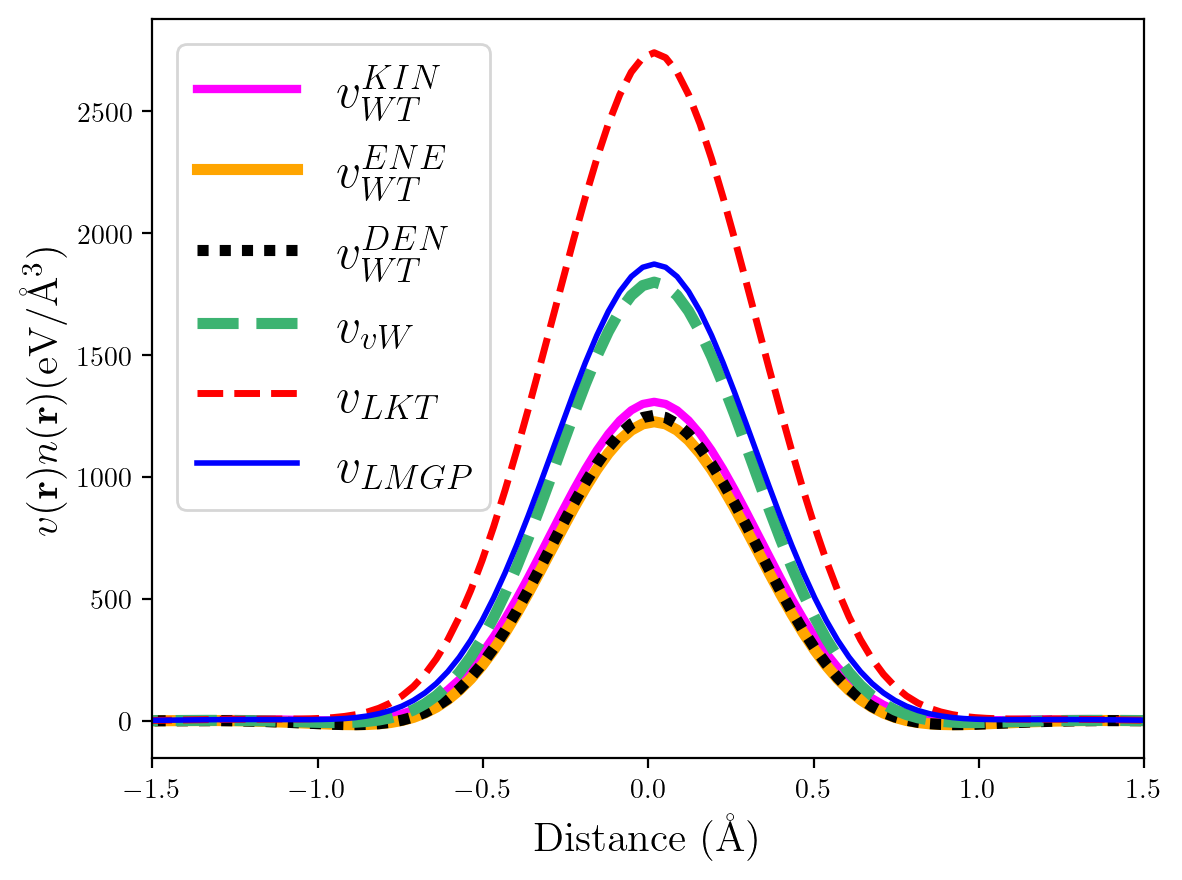 $v_{WT}^{KIN}$
$v_{WT}^{ENE}$
$v_{WT}^{DEN}$
$v_{vW}$
$v_{LKT}$
$v_{LMGP}$
$v(\mathbf{r})n(\mathbf{r})$(eV/Å$^3$)
2500
2000
1500
1000
500
0
−1.5 −1.0 −0.5 0.0 0.5 1.0 1.5
Distance (Å)